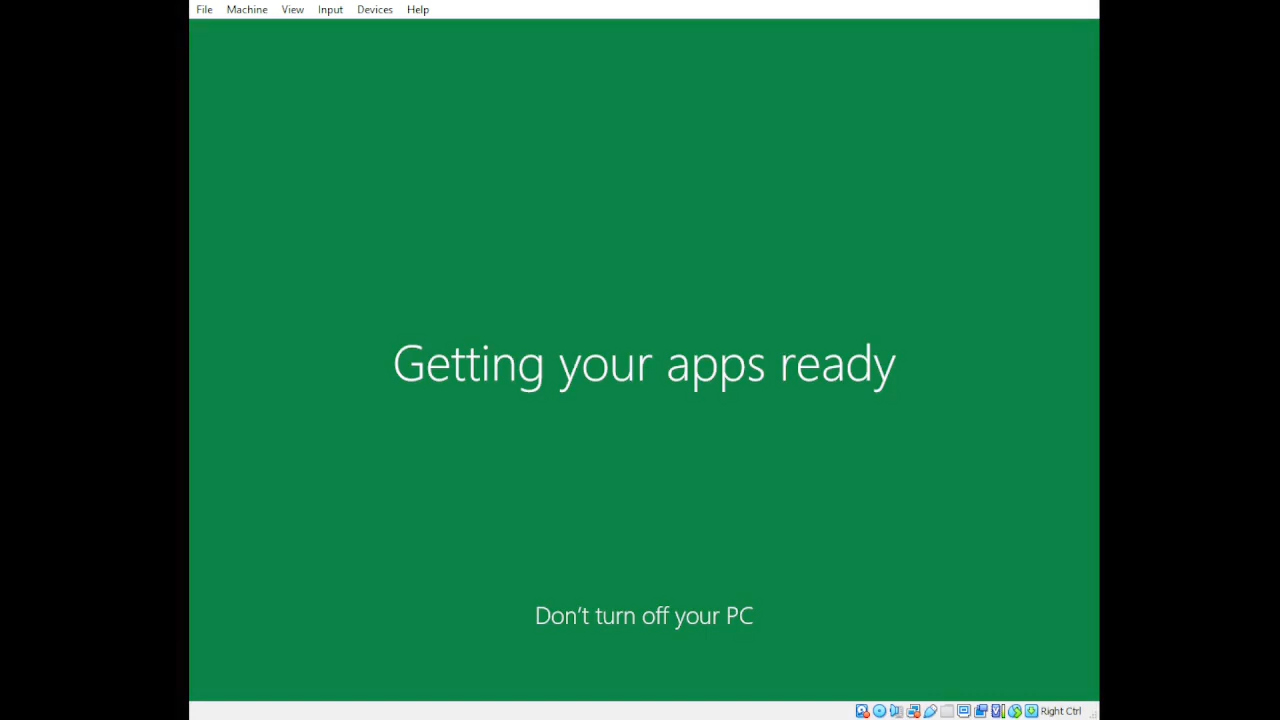 File Machine View Input Devices Help
Getting your apps ready
Don’t turn off your PC
Right Ctrl